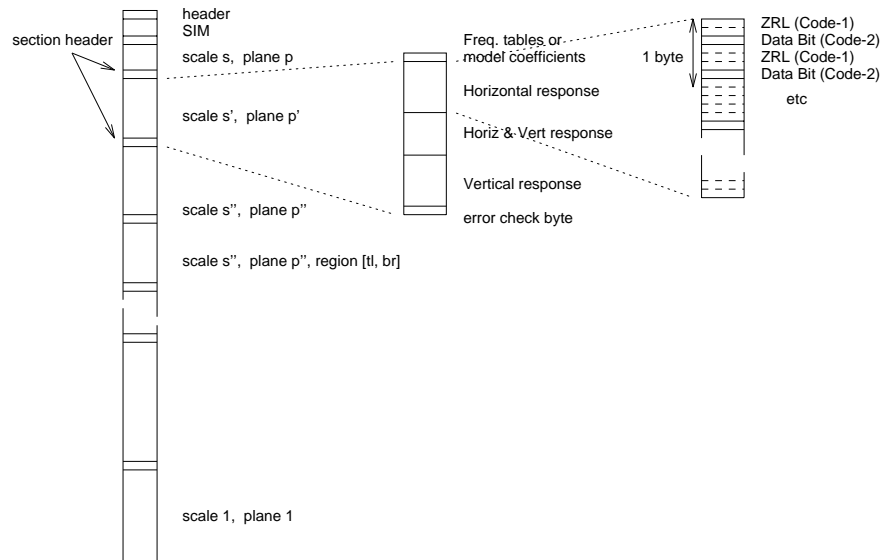 header
SIM
section header
scale s, plane p
scale s', plane p'
scale s'', plane p''
scale s'', plane p'', region [tl, br]
scale 1, plane 1
Freq. tables or
model coefficients
Horizontal response
Horiz & Vert response
Vertical response
error check byte
1 byte
ZRL (Code-1)
Data Bit (Code-2)
ZRL (Code-1)
Data Bit (Code-2)
etc